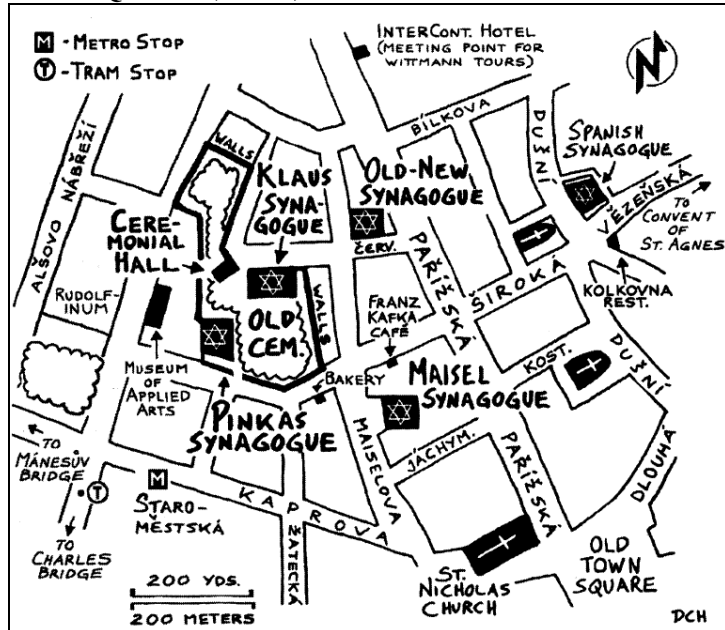 M - METRO STOP
T - TRAM STOP
INTERCONT. HOTEL
(MEETING POINT FOR
WITTMANN TOURS)
N
ALŠOVO NÁBŘEŽÍ
WALLS
KLAUS
SYNA-
GOGUE
OLD-NEW
SYNAGOGUE
BÍLKOVA
DUŠNÍ
SPANISH
SYNAGOGUE
VĚZEŇSKÁ
TO
CONVENT
OF
ST. AGNES
CERE-
MONIAL
HALL
ČERV.
PAŘÍŽSKÁ
ŠIROKÁ
KOLKOVNA
REST.
RUDOLF-
INUM
OLD
CEM.
WALLS
FRANZ
KAFKA
CAFÉ
KOST.
DUŠNÍ
MUSEUM
OF
APPLIED
ARTS
BAKERY
MAISEL
SYNAGOGUE
PINKAS
SYNAGOGUE
MAISELOVA
JÁCHYM.
PAŘÍŽSKÁ
DLOUHÁ
TO
MÁNESŮV
BRIDGE
M
STARO-
MĚSTSKÁ
KAPROVA
T
TO
CHARLES
BRIDGE
ŽATECKÁ
200 YDS.
200 METERS
ST.
NICHOLAS
CHURCH
OLD
TOWN
SQUARE
DCH